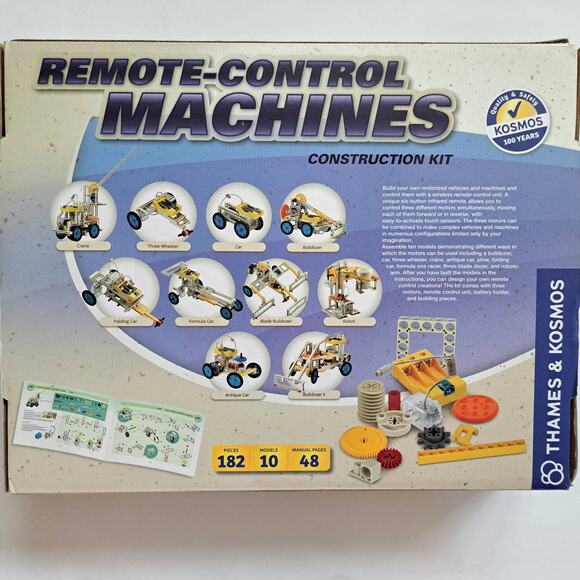 REMOTE-CONTROL
MACHINES
CONSTRUCTION KIT
Quality & Safety
KOSMOS
100 YEARS
Build your own motorized vehicles and machines and
control them with a wireless remote control unit. A
unique six-button infrared remote allows you to
control three different motors simultaneously, moving
each of them forward or in reverse, with
easy-to-activate touch sensors. The three motors can
be combined to make complex vehicles and machines
in numerous configurations limited only by your
imagination.
Assemble ten models demonstrating different ways in
which the motors can be used including a bulldozer,
car, three-wheeler, crane, antique car, plow, folding
car, formula one racer, three-blade dozer, and robotic
arm. After you have built the models in the
instructions, you can design your own remote-control
creations! The kit comes with three
motors, remote control unit, battery holder,
and building pieces.
Crane
Three-Wheeler
Car
Bulldozer
Folding Car
Formula Car
Blade Bulldozer
Robot
Antique Car
Bulldozer II
PIECES
182
MODELS
10
MANUAL PAGES
48
THAMES & KOSMOS